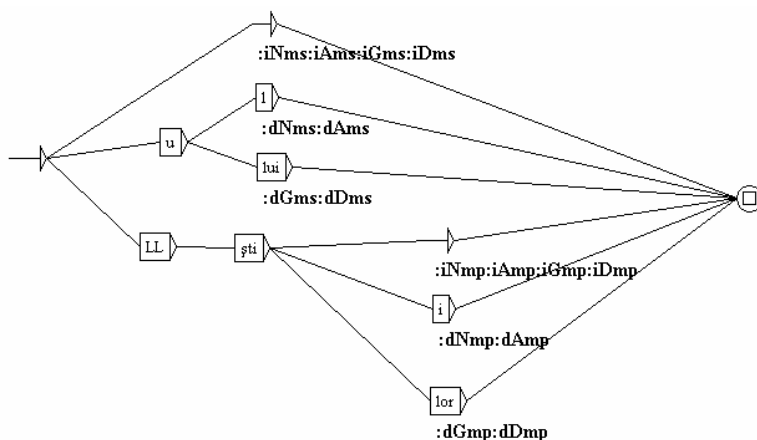 :iNms:iAms:iGms:iDms
l
:dNms:dAms
u
lui
:dGms:dDms
LL
şti
:iNmp:iAmp:iGmp:iDmp
i
:dNmp:dAmp
lor
:dGmp:dDmp